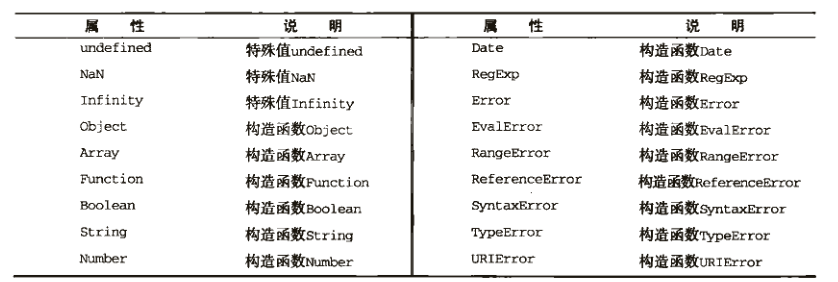 属 性 说 明 属 性 说 明
undefined 特殊值undefined Date 构造函数Date
NaN 特殊值NaN RegExp 构造函数RegExp
Infinity 特殊值Infinity Error 构造函数Error
Object 构造函数Object EvalError 构造函数EvalError
Array 构造函数Array RangeError 构造函数RangeError
Function 构造函数Function ReferenceError 构造函数ReferenceError
Boolean 构造函数Boolean SyntaxError 构造函数SyntaxError
String 构造函数String TypeError 构造函数TypeError
Number 构造函数Number URIError 构造函数URIError